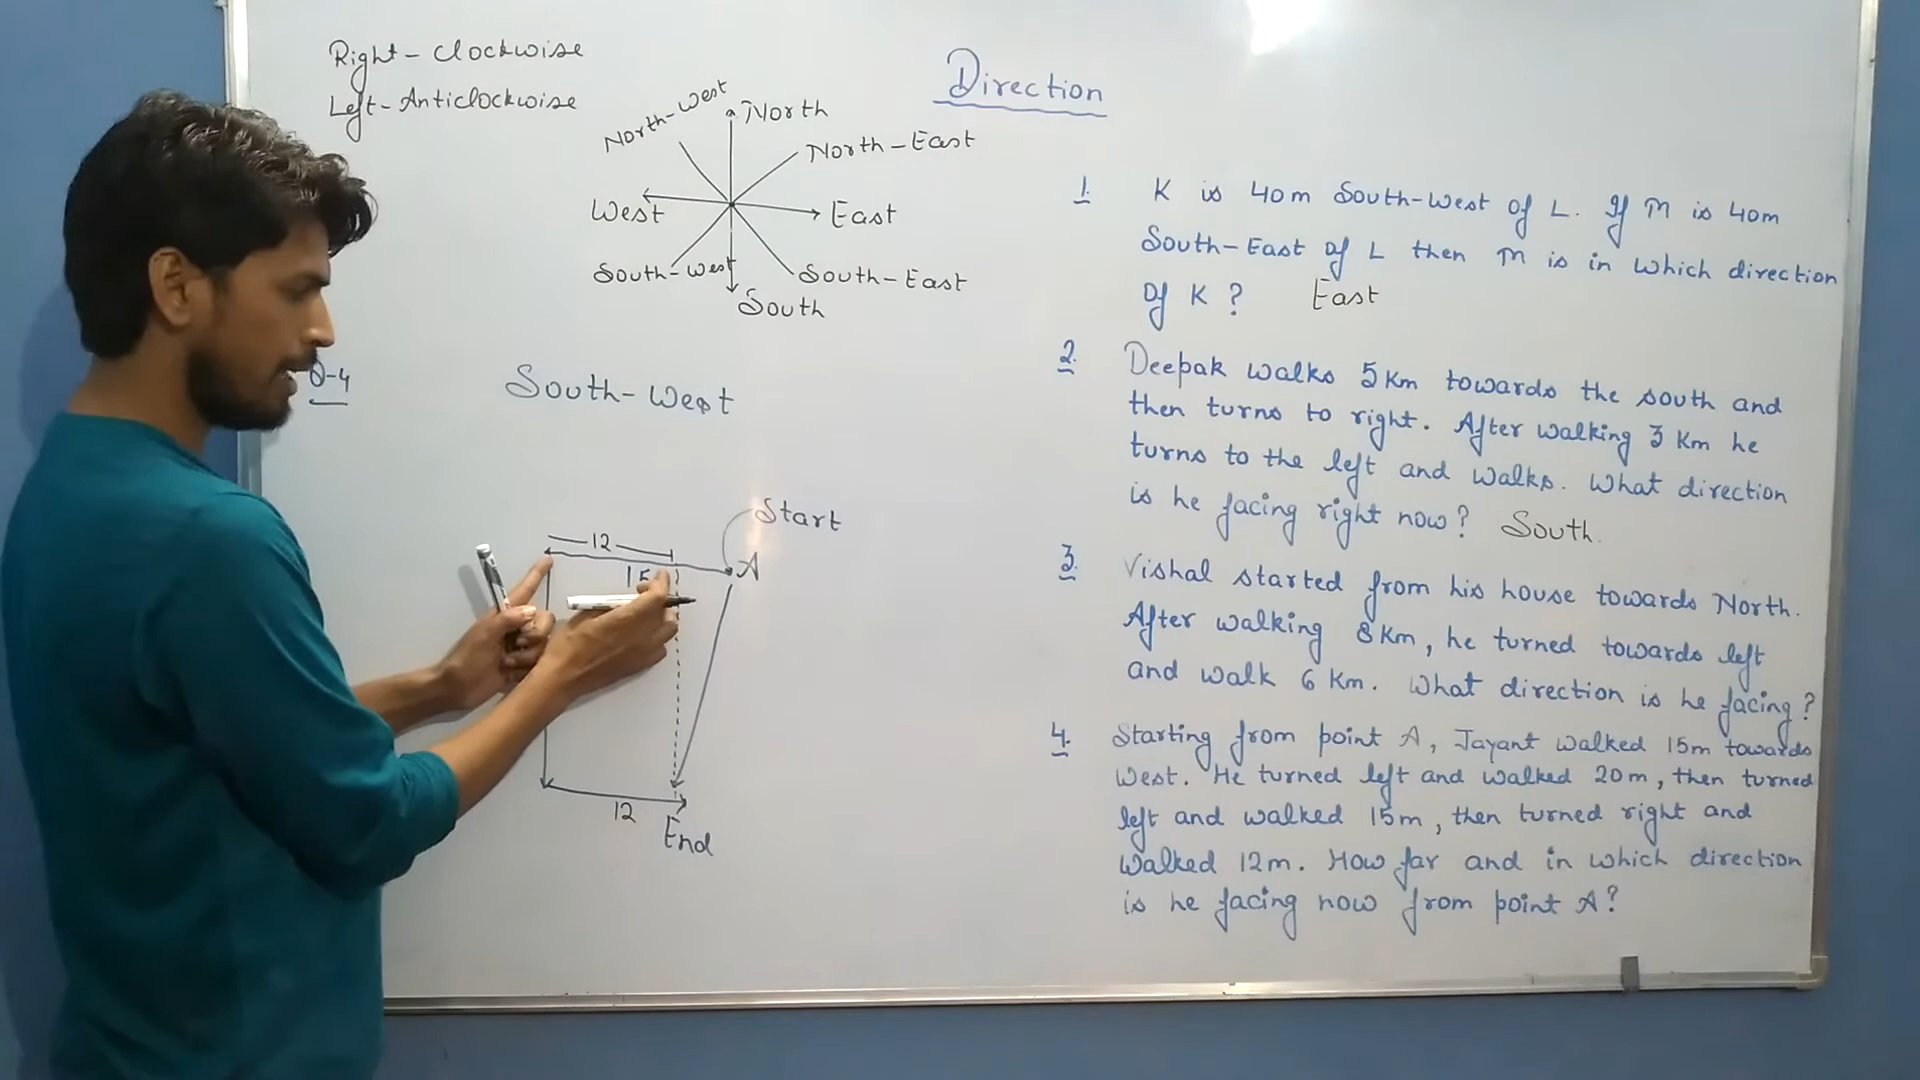 Right - Clockwise
Left - Anticlockwise
Direction
North-West
North
North-East
West
East
South-West
South-East
South
Q-4
South-West
Start
12
A
15
12
End
1. K is 40m South-West of L. If M is 40m
South-East of L then M is in which direction
of K ? East
2. Deepak walks 5 Km towards the south and
then turns to right. After walking 3 Km he
turns to the left and walks. What direction
is he facing right now? South.
3. Vishal started from his house towards North.
After walking 8 Km, he turned towards left
and walk 6 Km. What direction is he facing?
4. Starting from point A, Jayant walked 15m towards
West. He turned left and walked 20m, then turned
left and walked 15m, then turned right and
walked 12m. How far and in which direction
is he facing now from point A?